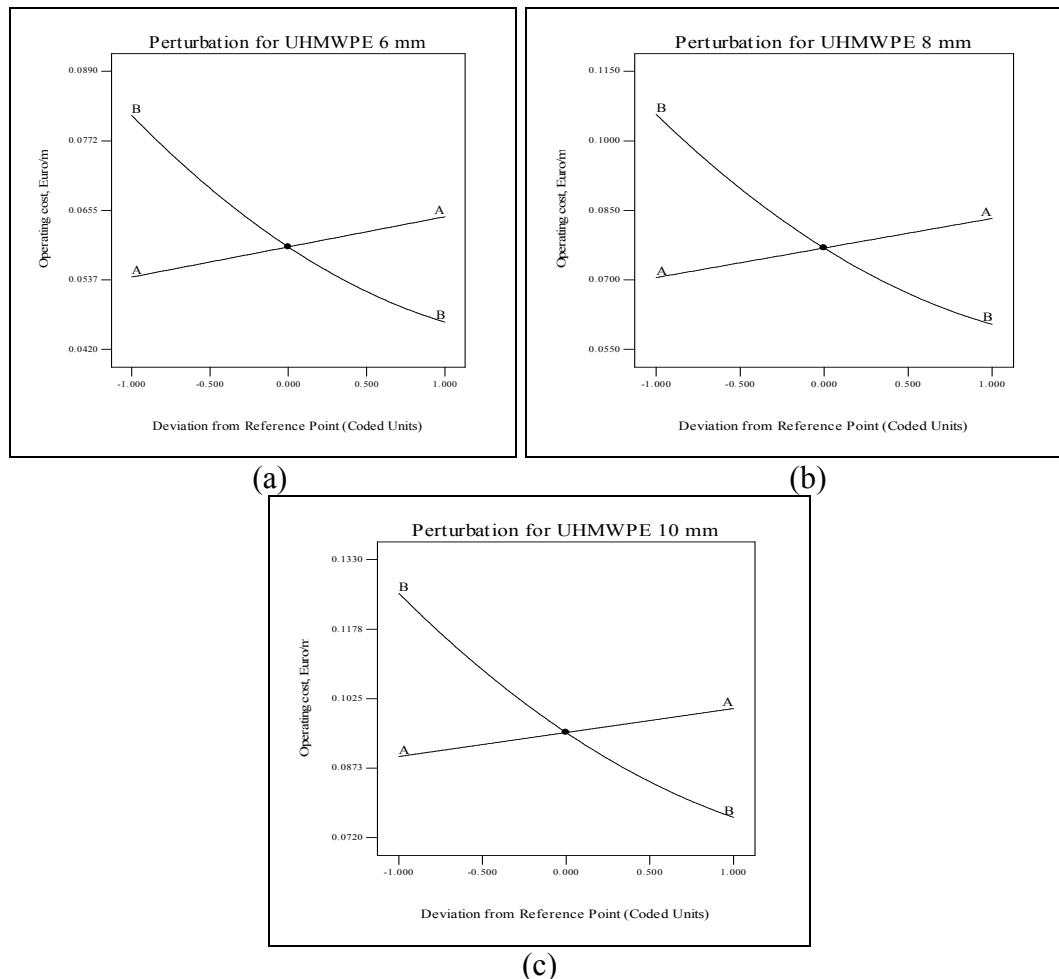 Perturbation for UHMWPE 6 mm
Operating cost, Euro/m
0.0890
0.0772
0.0655
0.0537
0.0420
B
A
A
B
-1.000 -0.500 0.000 0.500 1.000
Deviation from Reference Point (Coded Units)
(a)
Perturbation for UHMWPE 8 mm
Operating cost, Euro/m
0.1150
0.1000
0.0850
0.0700
0.0550
B
A
A
B
-1.000 -0.500 0.000 0.500 1.000
Deviation from Reference Point (Coded Units)
(b)
Perturbation for UHMWPE 10 mm
Operating cost, Euro/m
0.1330
0.1178
0.1025
0.0873
0.0720
B
A
A
B
-1.000 -0.500 0.000 0.500 1.000
Deviation from Reference Point (Coded Units)
(c)